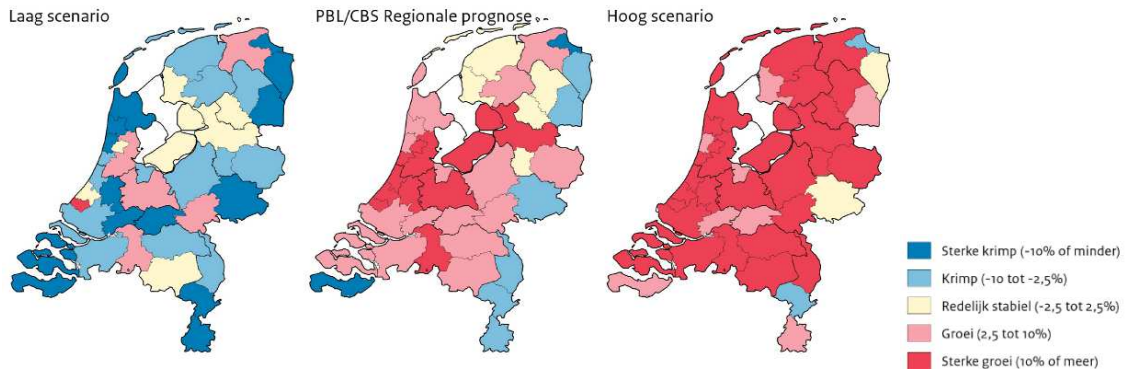 Laag scenario
PBL/CBS Regionale prognose
Hoog scenario
Sterke krimp (-10% of minder)
Krimp (-10 tot -2,5%)
Redelijk stabiel (-2,5 tot 2,5%)
Groei (2,5 tot 10%)
Sterke groei (10% of meer)